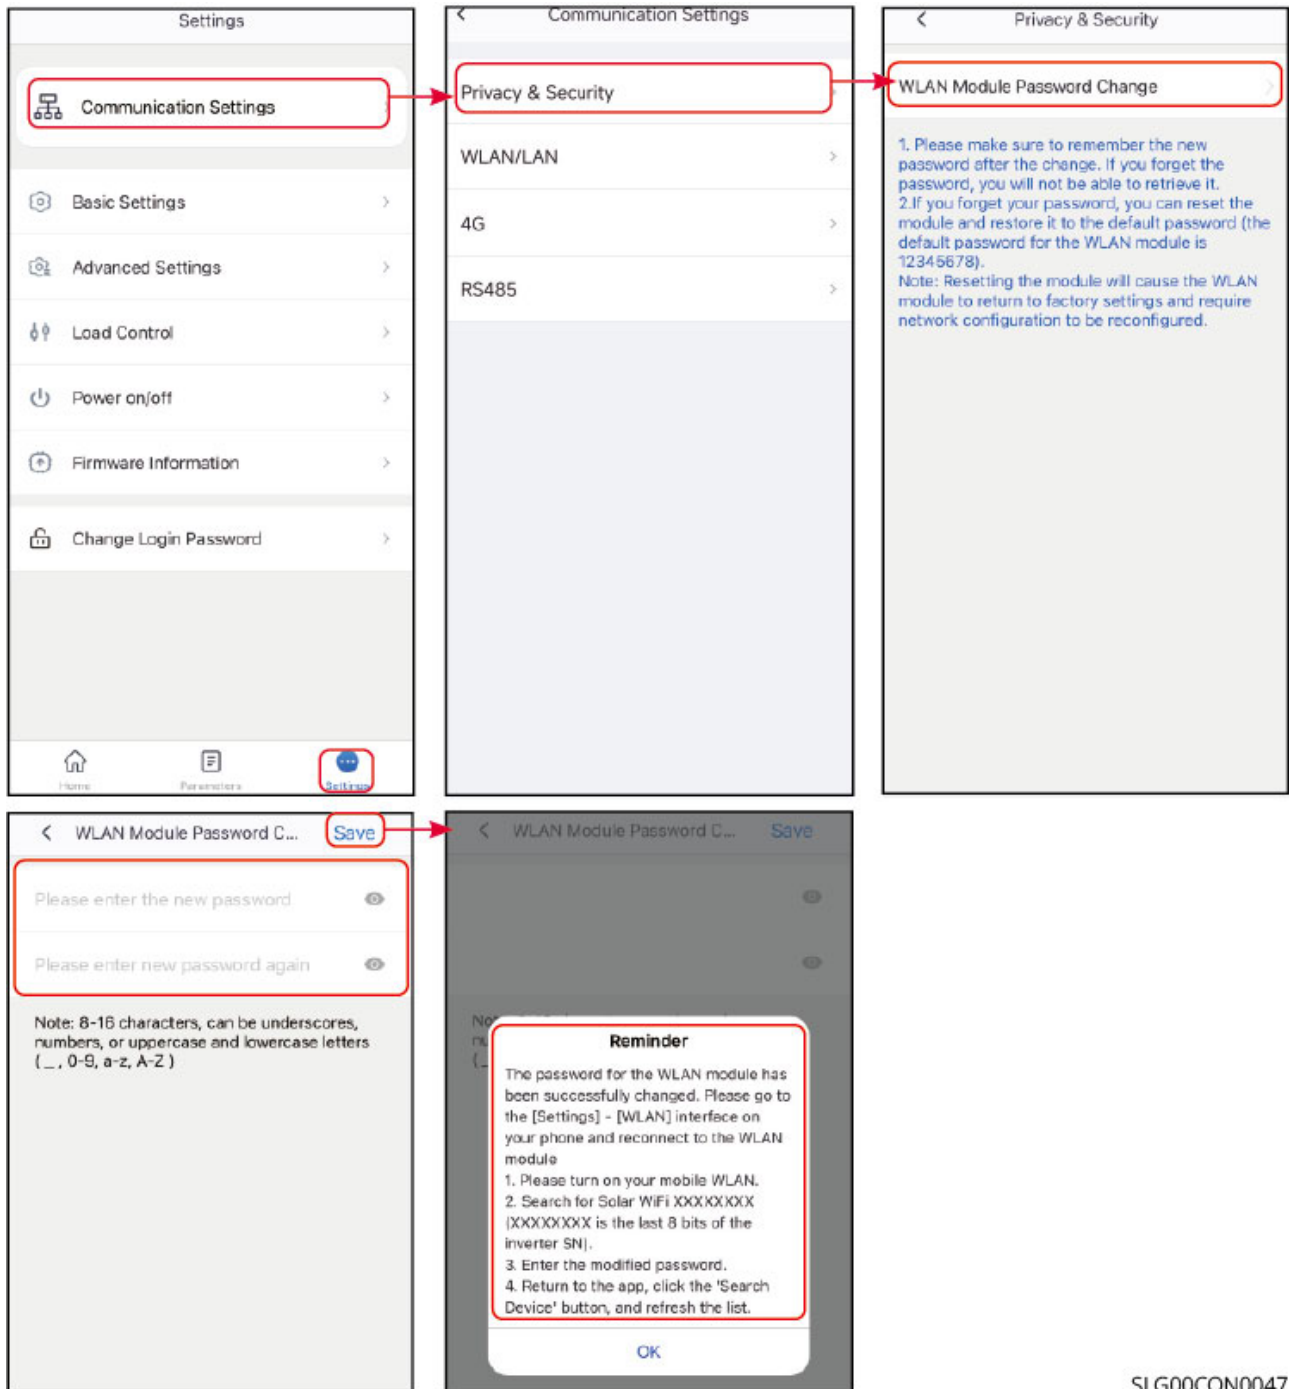 Settings
Communication Settings
Basic Settings
Advanced Settings
Load Control
Power on/off
Firmware Information
Change Login Password
Home
Parameters
Settings
Communication Settings
Privacy & Security
WLAN/LAN
4G
RS485
Privacy & Security
WLAN Module Password Change
1. Please make sure to remember the new
password after the change. If you forget the
password, you will not be able to retrieve it.
2.If you forget your password, you can reset the
module and restore it to the default password (the
default password for the WLAN module is
12345678).
Note: Resetting the module will cause the WLAN
module to return to factory settings and require
network configuration to be reconfigured.
WLAN Module Password C...
Save
Please enter the new password
Please enter new password again
Note: 8-16 characters, can be underscores,
numbers, or uppercase and lowercase letters
( _ , 0-9, a-z, A-Z )
WLAN Module Password C...
Save
Reminder
The password for the WLAN module has
been successfully changed. Please go to
the [Settings] - [WLAN] interface on
your phone and reconnect to the WLAN
module
1. Please turn on your mobile WLAN.
2. Search for Solar WiFi XXXXXXXX
(XXXXXXXX is the last 8 bits of the
inverter SN).
3. Enter the modified password.
4. Return to the app, click the 'Search
Device' button, and refresh the list.
OK
SLG00CON0047